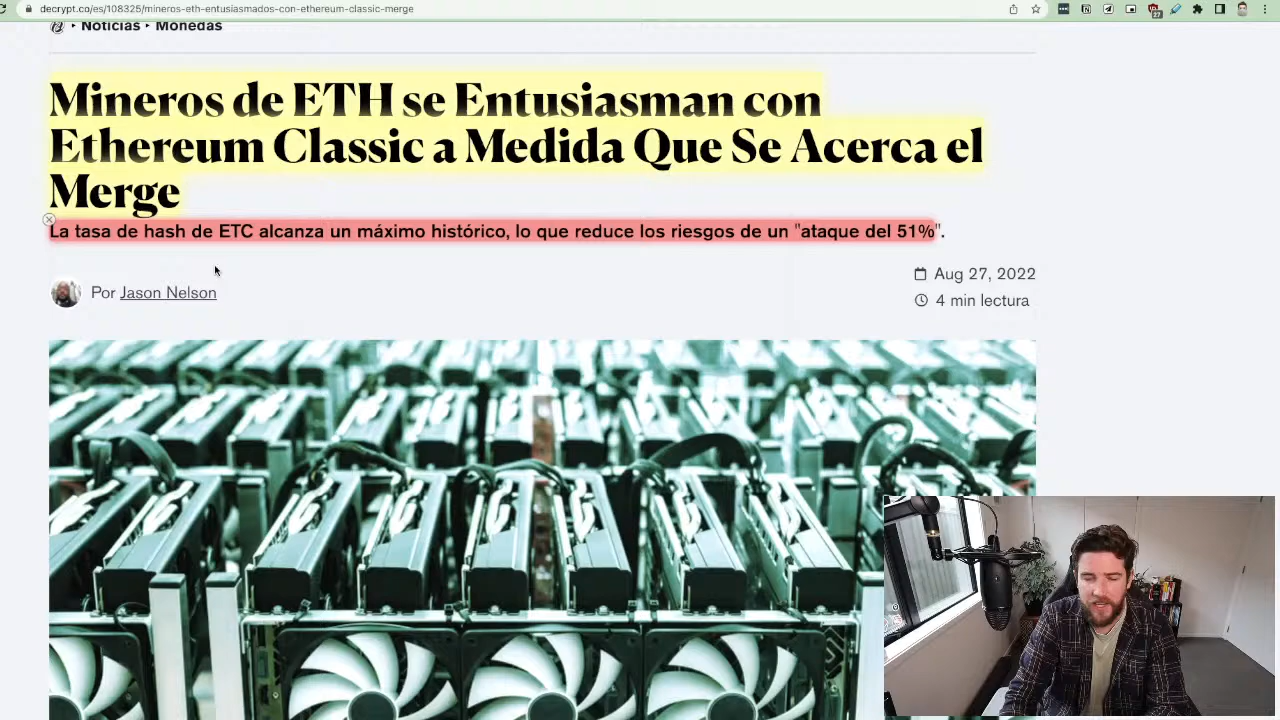 decrypt.co/es/108325/mineros-eth-entusiasmados-con-ethereum-classic-merge
Noticias ‣ Monedas
Mineros de ETH se Entusiasman con
Ethereum Classic a Medida Que Se Acerca el
Merge
La tasa de hash de ETC alcanza un máximo histórico, lo que reduce los riesgos de un "ataque del 51%".
Por Jason Nelson
Aug 27, 2022
4 min lectura
27